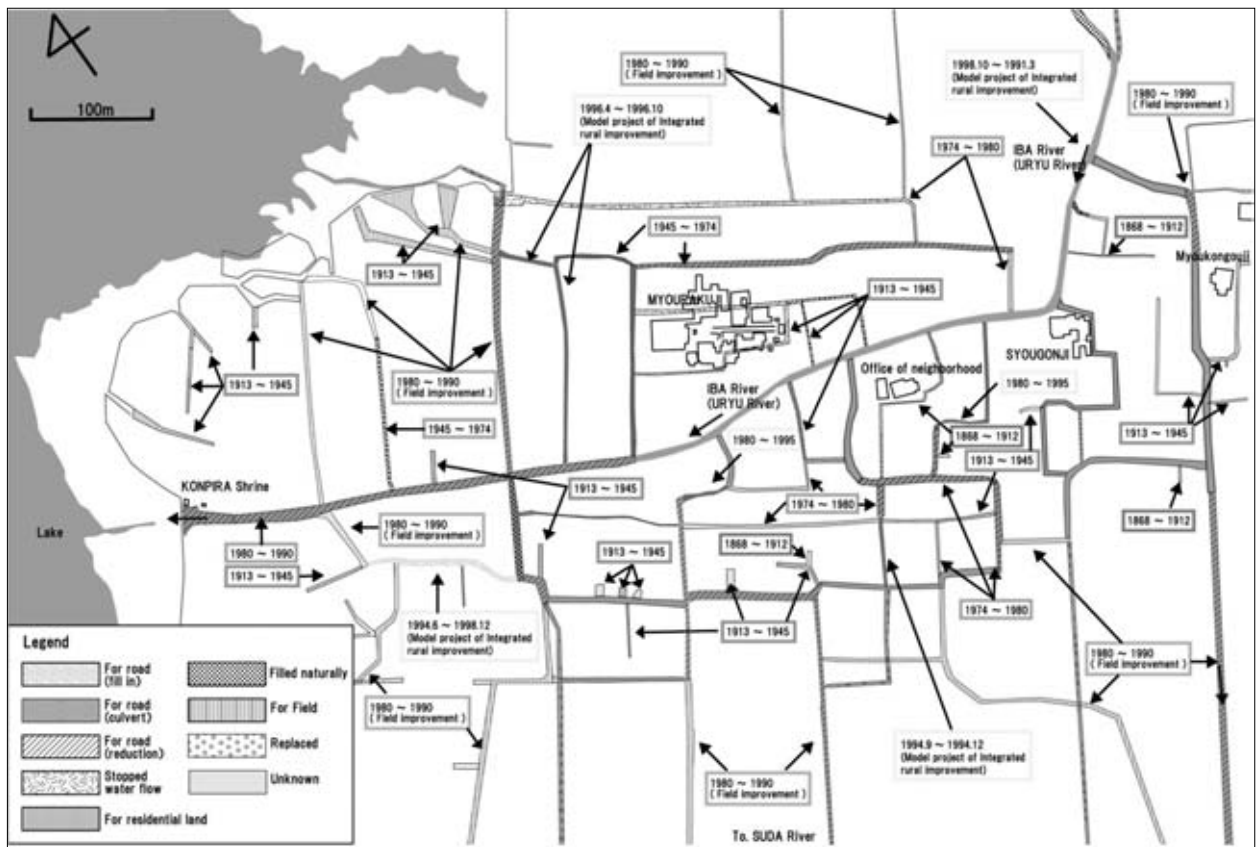 100m
1980 ~ 1990
( Field improvement )
1996.4 ~ 1996.10
(Model project of Integrated
rural improvement)
1998.10 ~ 1991.3
(Model project of Integrated
rural improvement)
1980 ~ 1990
( Field improvement )
1974 ~ 1980
IBA River
(URYU River)
1945 ~ 1974
1868 ~ 1912
1913 ~ 1945
Myoukongouji
MYOURAKUJI
1913 ~ 1945
SYOUGONJI
Office of neighborhood
1913 ~ 1945
1980 ~ 1990
( Field improvement )
IBA River
(URYU River)
1980 ~ 1995
1945 ~ 1974
1980 ~ 1995
1868 ~ 1912
1913 ~ 1945
1913 ~ 1945
KONPIRA Shrine
1913 ~ 1945
1974 ~ 1980
Lake
1980 ~ 1990
( Field improvement )
1868 ~ 1912
1980 ~ 1990
1913 ~ 1945
1868 ~ 1912
1913 ~ 1945
1974 ~ 1980
1994.6 ~ 1998.12
(Model project of Integrated
rural improvement)
1913 ~ 1945
1980 ~ 1990
( Field improvement )
1980 ~ 1990
( Field improvement )
1994.9 ~ 1994.12
(Model project of Integrated
rural improvement)
1980 ~ 1990
( Field improvement )
To. SUDA River
Legend
For road
(fill in)
Filled naturally
For road
(culvert)
For Field
For road
(reduction)
Replaced
Stopped
water flow
Unknown
For residential land